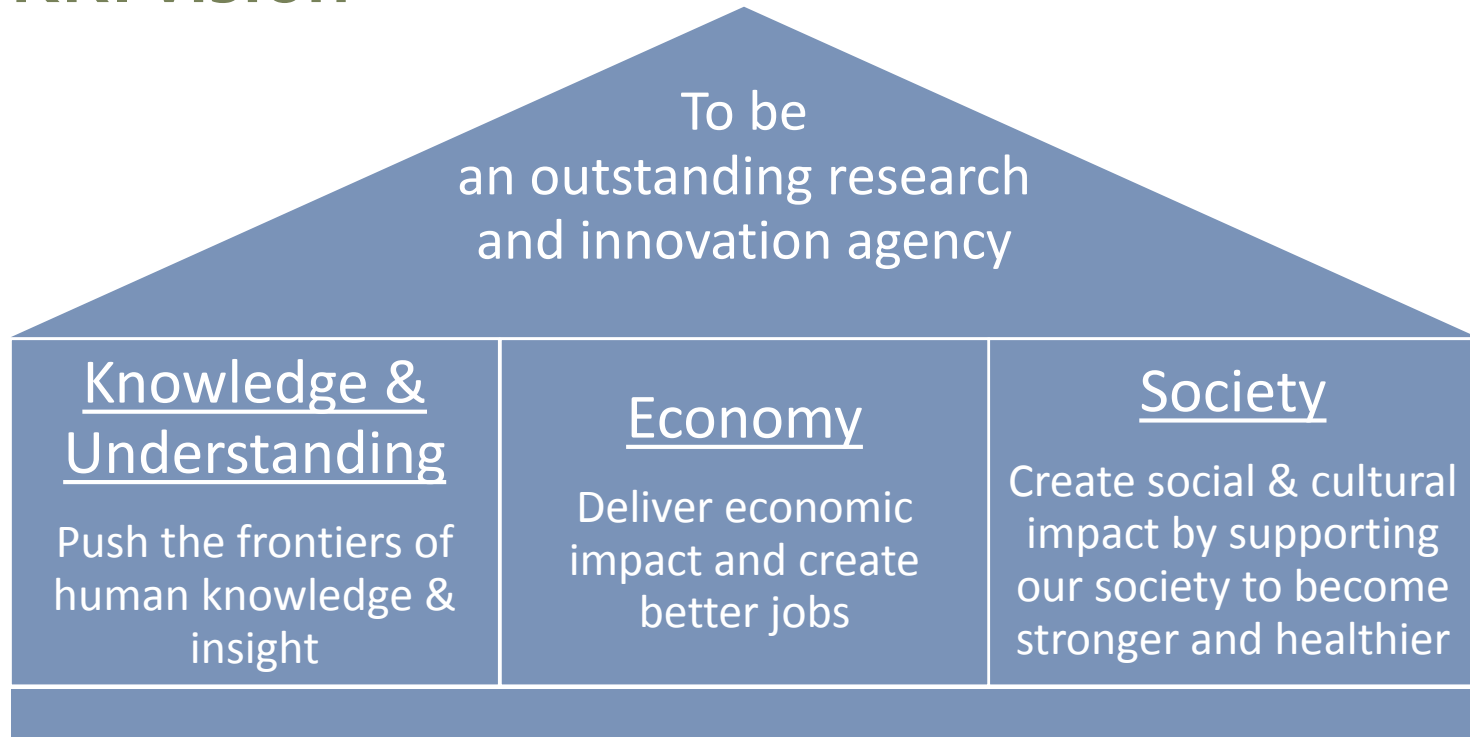 To be
an outstanding research
and innovation agency
Knowledge &
Understanding
Push the frontiers of
human knowledge &
insight
Economy
Deliver economic
impact and create
better jobs
Society
Create social & cultural
impact by supporting
our society to become
stronger and healthier